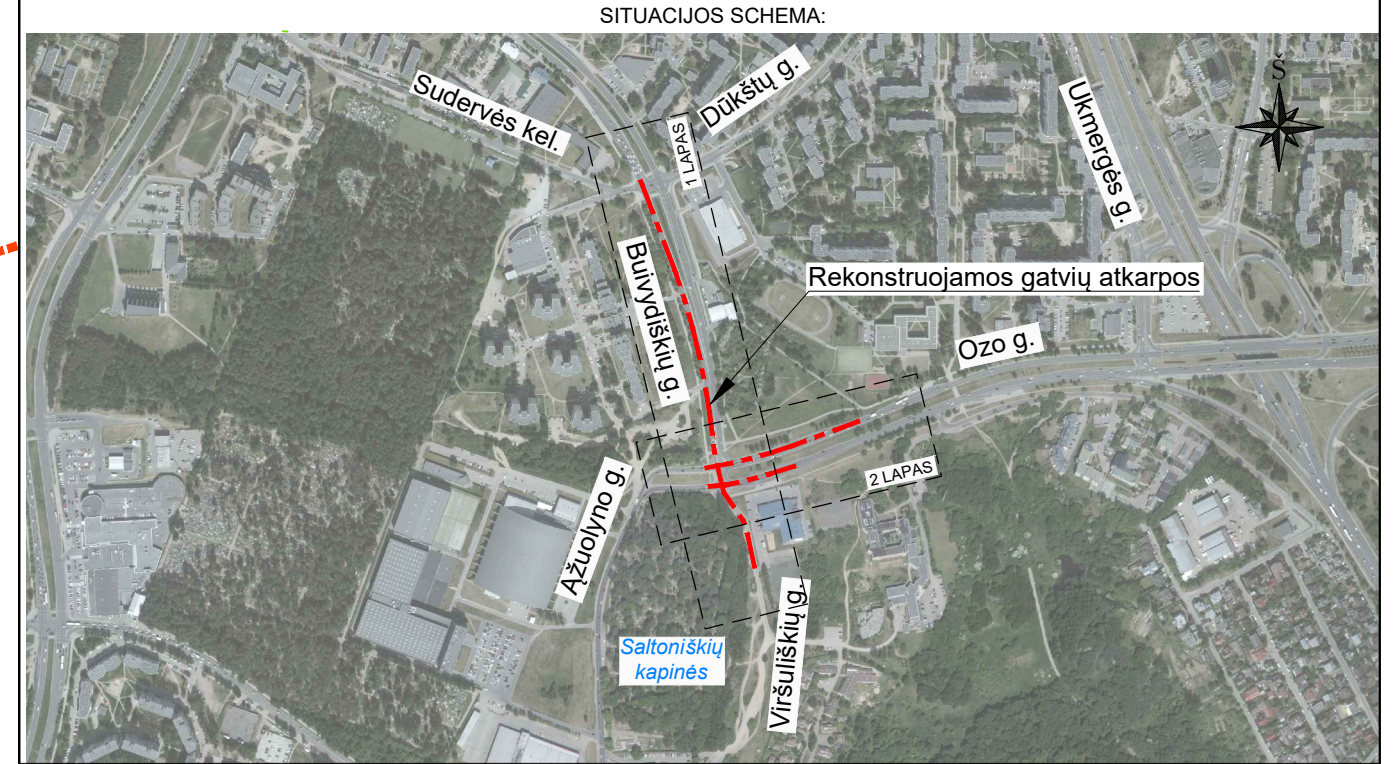 SITUACIJOS SCHEMA:
Sudervės kel.
Dūkštų g.
Ukmergės g.
Š
1 LAPAS
Buivydiškių g.
Rekonstruojamos gatvių atkarpos
Ozo g.
2 LAPAS
Ąžuolyno g.
Viršuliškių g.
Saltoniškių
kapinės